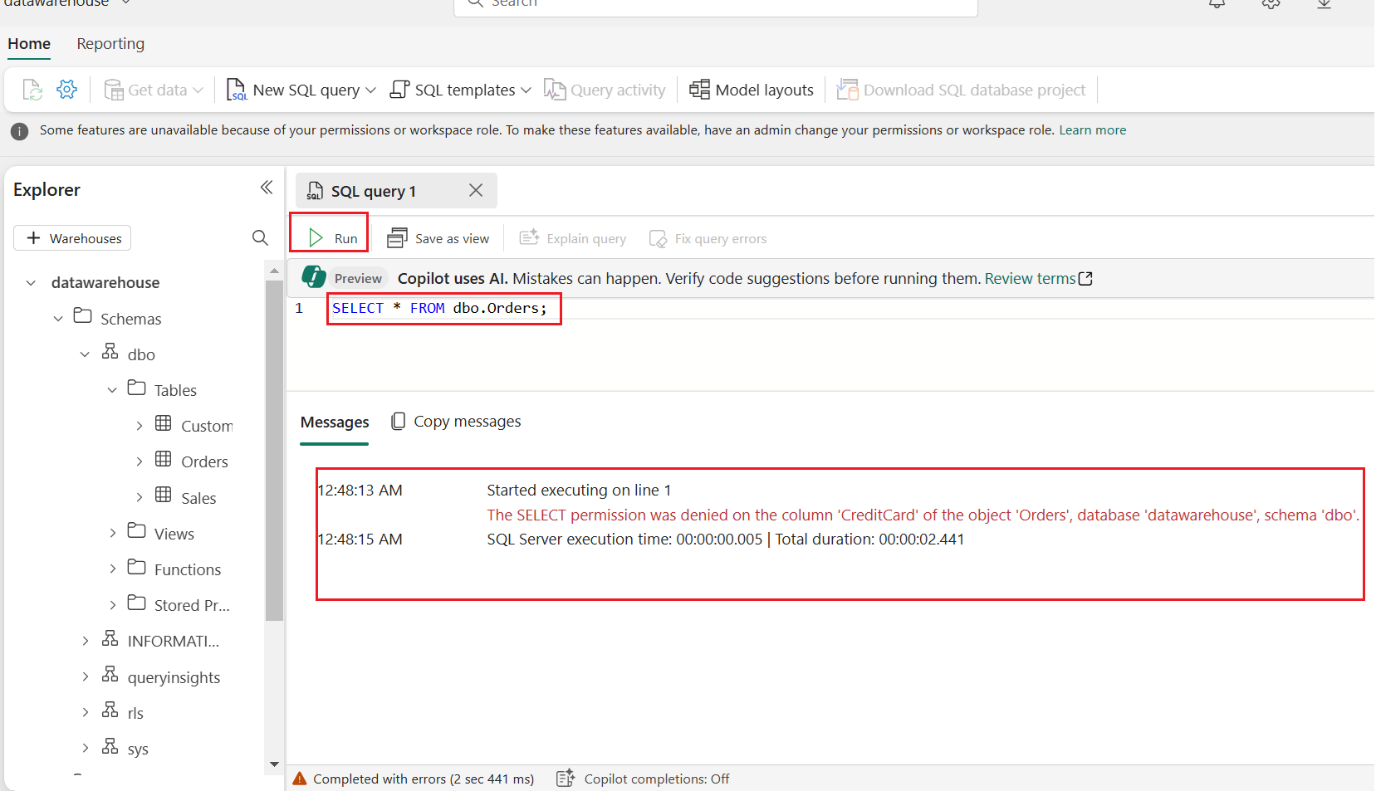 datawarehouse
Search
Home Reporting
Get data New SQL query SQL templates Query activity Model layouts Download SQL database project
Some features are unavailable because of your permissions or workspace role. To make these features available, have an admin change your permissions or workspace role. Learn more
Explorer
SQL query 1
+ Warehouses
Run Save as view Explain query Fix query errors
Preview Copilot uses AI. Mistakes can happen. Verify code suggestions before running them. Review terms
1 SELECT * FROM dbo.Orders;
datawarehouse
Schemas
dbo
Tables
Custom
Orders
Sales
Views
Functions
Stored Pr...
INFORMATI...
queryinsights
rls
sys
Messages Copy messages
12:48:13 AM Started executing on line 1
The SELECT permission was denied on the column 'CreditCard' of the object 'Orders', database 'datawarehouse', schema 'dbo'.
12:48:15 AM SQL Server execution time: 00:00:00.005 | Total duration: 00:00:02.441
Completed with errors (2 sec 441 ms) Copilot completions: Off